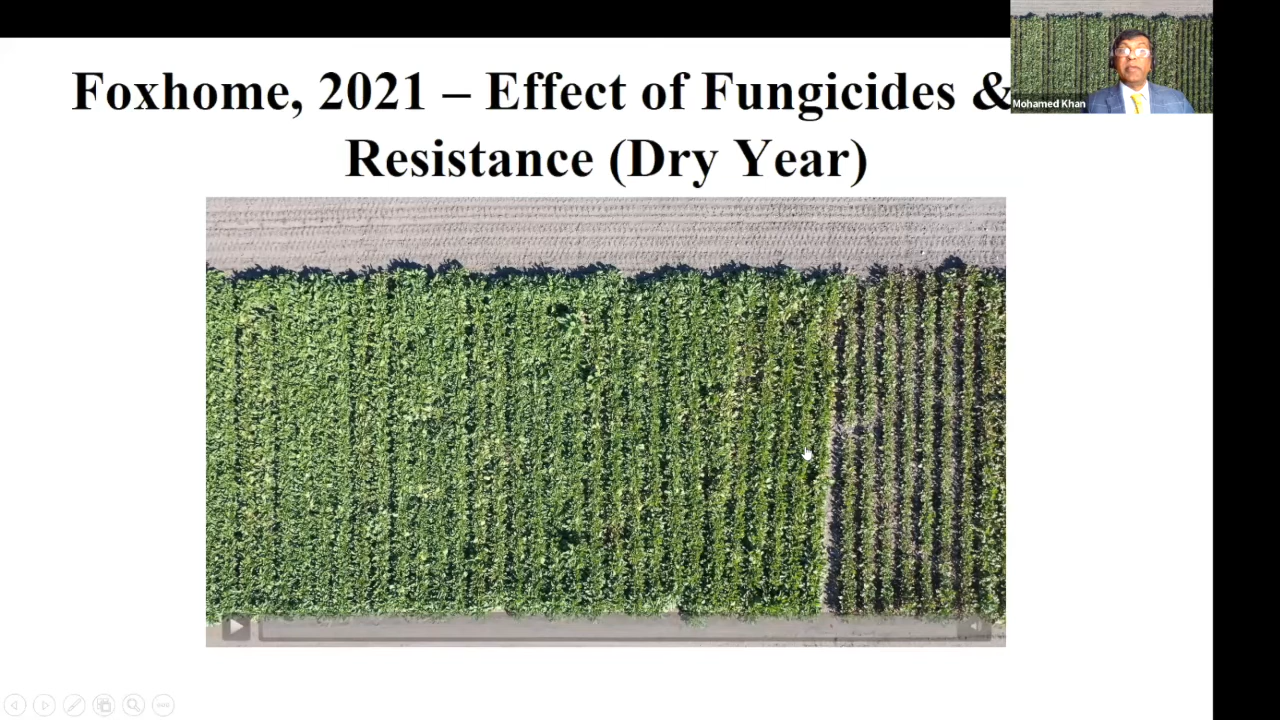 Foxhome, 2021 – Effect of Fungicides &
Resistance (Dry Year)
Mohamed Khan